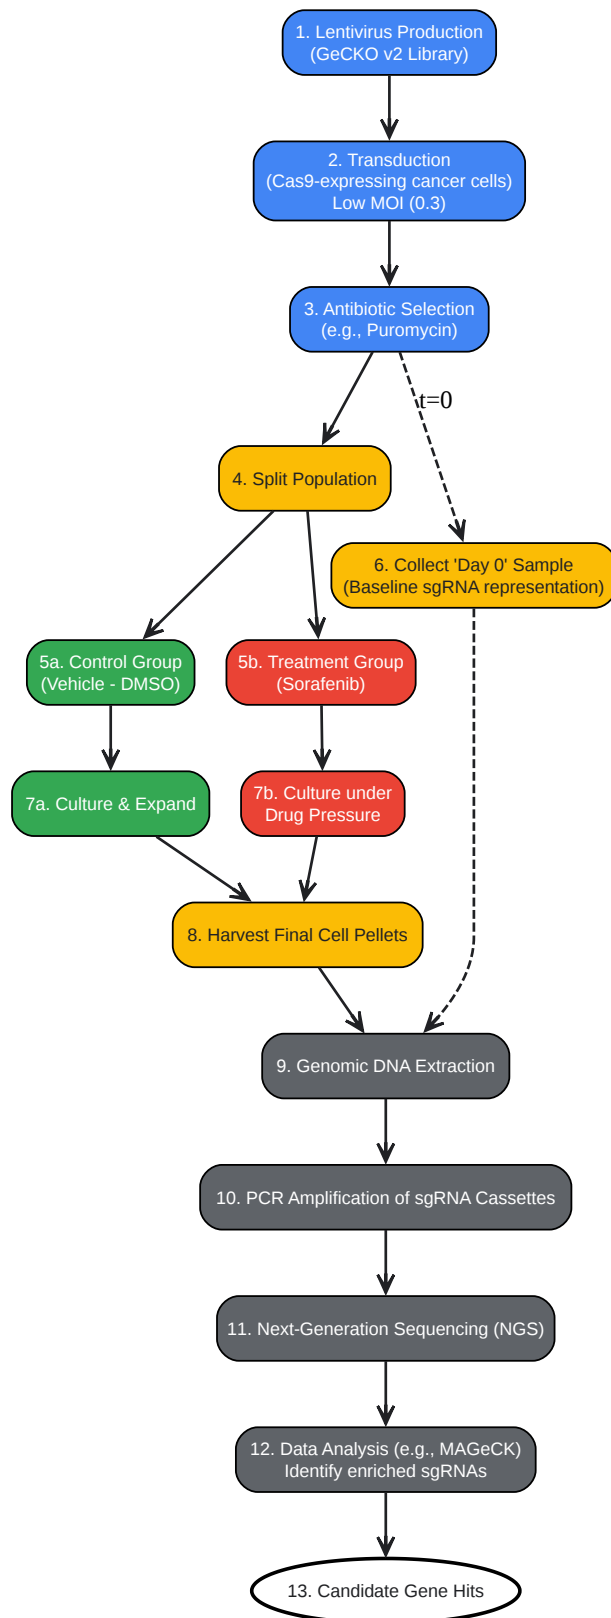 1. Lentivirus Production
(GeCKO v2 Library)
2. Transduction
(Cas9-expressing cancer cells)
Low MOI (0.3)
3. Antibiotic Selection
(e.g., Puromycin)
t=0
4. Split Population
6. Collect 'Day 0' Sample
(Baseline sgRNA representation)
5a. Control Group
(Vehicle - DMSO)
5b. Treatment Group
(Sorafenib)
7a. Culture & Expand
7b. Culture under
Drug Pressure
8. Harvest Final Cell Pellets
9. Genomic DNA Extraction
10. PCR Amplification of sgRNA Cassettes
11. Next-Generation Sequencing (NGS)
12. Data Analysis (e.g., MAGeCK)
Identify enriched sgRNAs
13. Candidate Gene Hits